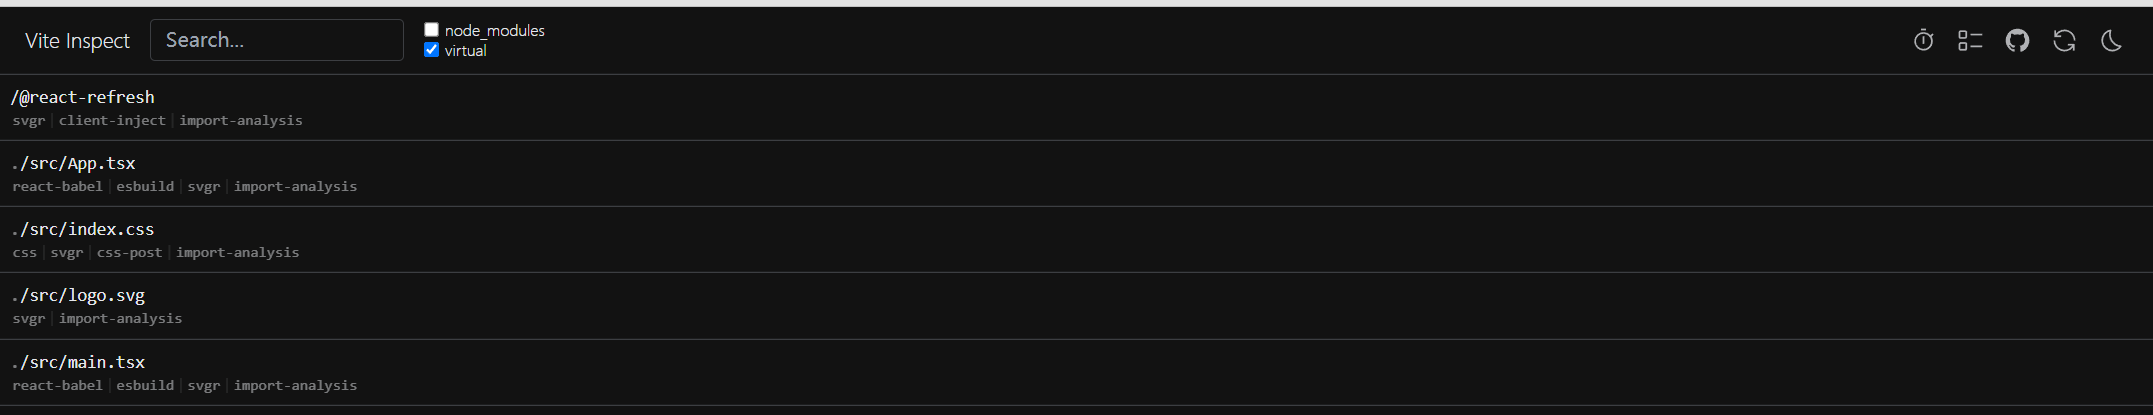 Vite Inspect Search... node_modules
virtual
/@react-refresh
svgr client-inject import-analysis
./src/App.tsx
react-babel esbuild svgr import-analysis
./src/index.css
css svgr css-post import-analysis
./src/logo.svg
svgr import-analysis
./src/main.tsx
react-babel esbuild svgr import-analysis